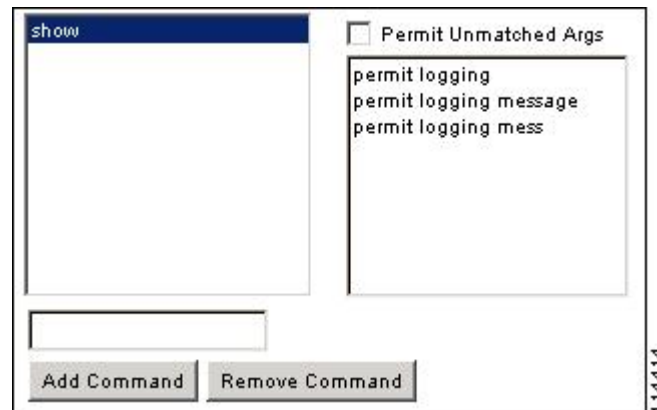 show
Permit Unmatched Args
permit logging
permit logging message
permit logging mess
Add Command
Remove Command